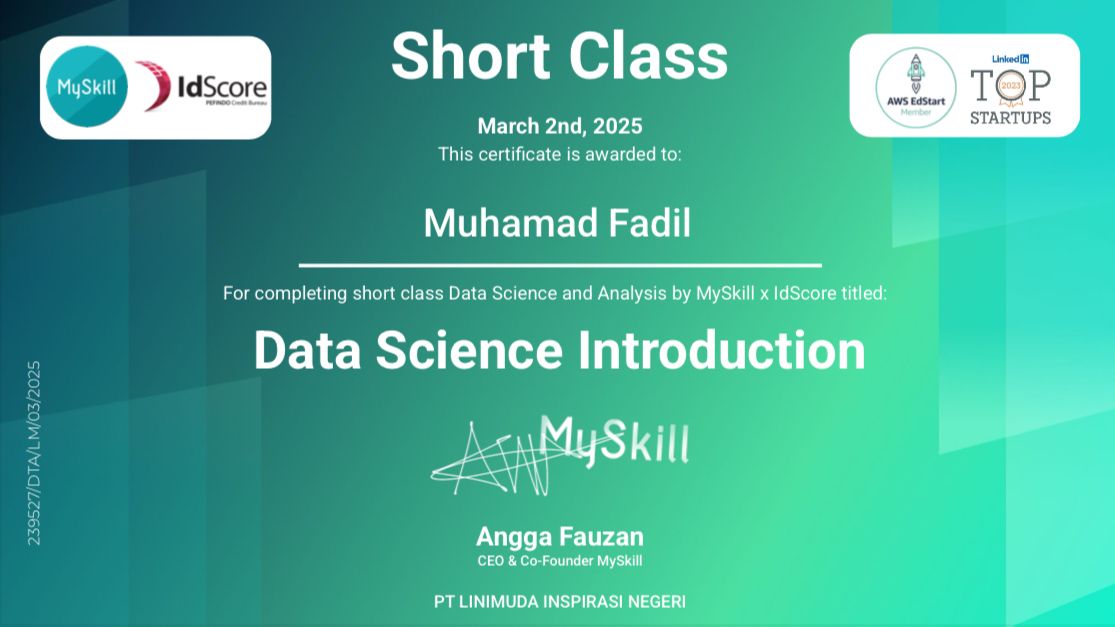 MySkill
IdScore
PEFINDO Credit Bureau
Short Class
AWS EdStart
Member
LinkedIn
TOP
2023
STARTUPS
March 2nd, 2025
This certificate is awarded to:
Muhamad Fadil
For completing short class Data Science and Analysis by MySkill x IdScore titled:
Data Science Introduction
239527/DTA/LM/03/2025
MySkill
Angga Fauzan
CEO & Co-Founder MySkill
PT LINIMUDA INSPIRASI NEGERI